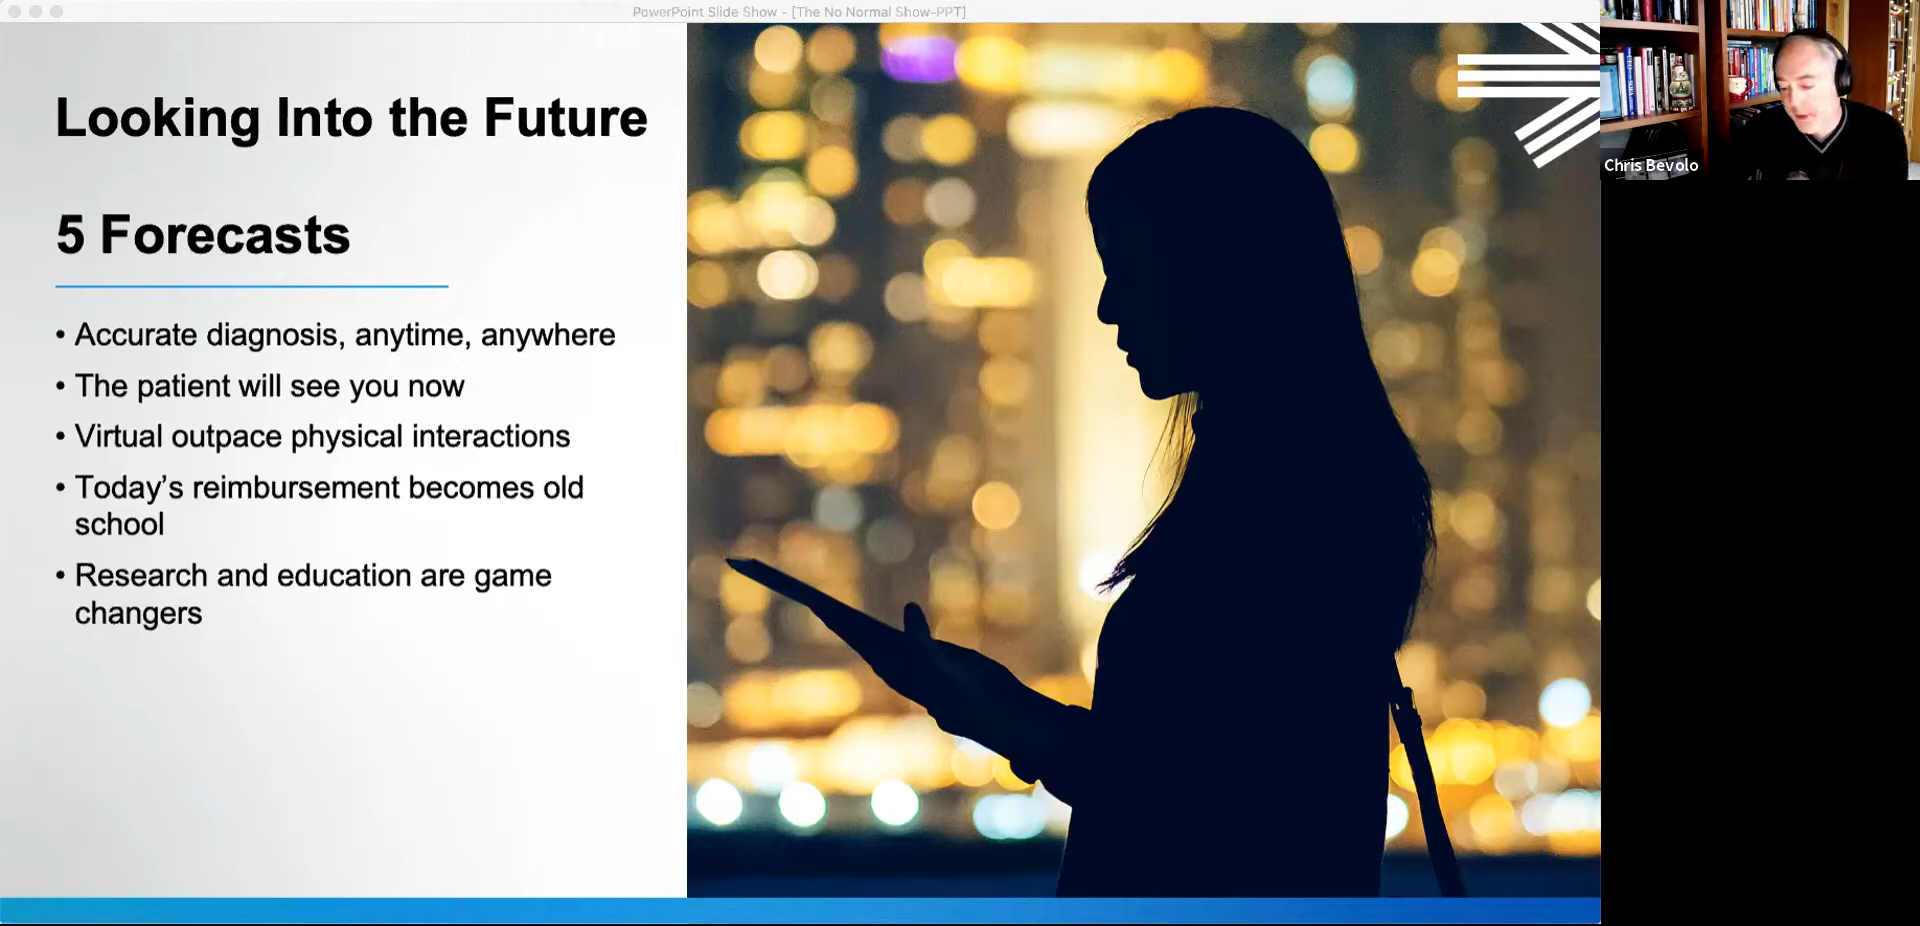 PowerPoint Slide Show - [The No Normal Show-PPT]
Looking Into the Future
5 Forecasts
• Accurate diagnosis, anytime, anywhere
• The patient will see you now
• Virtual outpace physical interactions
• Today's reimbursement becomes old
school
• Research and education are game
changers
Chris Bevolo